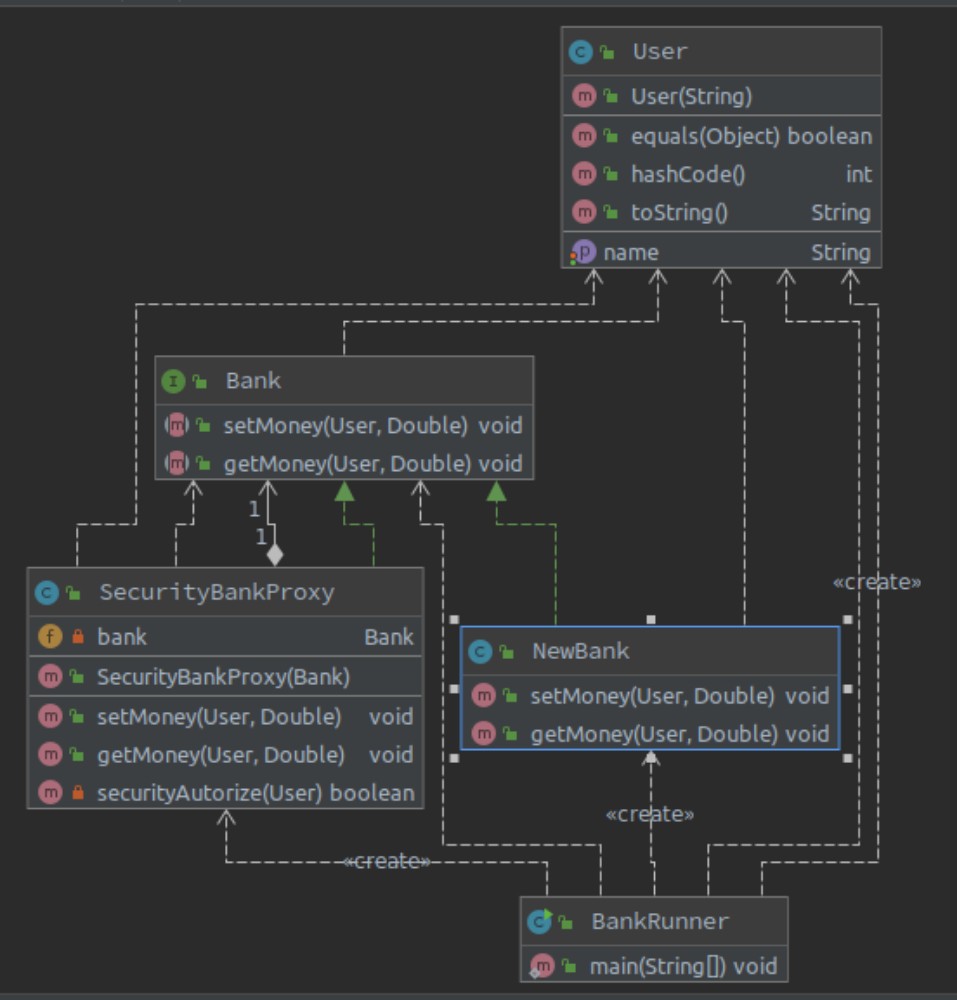 User
User(String)
equals(Object) boolean
hashCode() int
toString() String
name String
Bank
setMoney(User, Double) void
getMoney(User, Double) void
1
1
SecurityBankProxy
bank Bank
SecurityBankProxy(Bank)
setMoney(User, Double) void
getMoney(User, Double) void
securityAutorize(User) boolean
«create»
NewBank
setMoney(User, Double) void
getMoney(User, Double) void
«create»
«create»
BankRunner
main(String[]) void